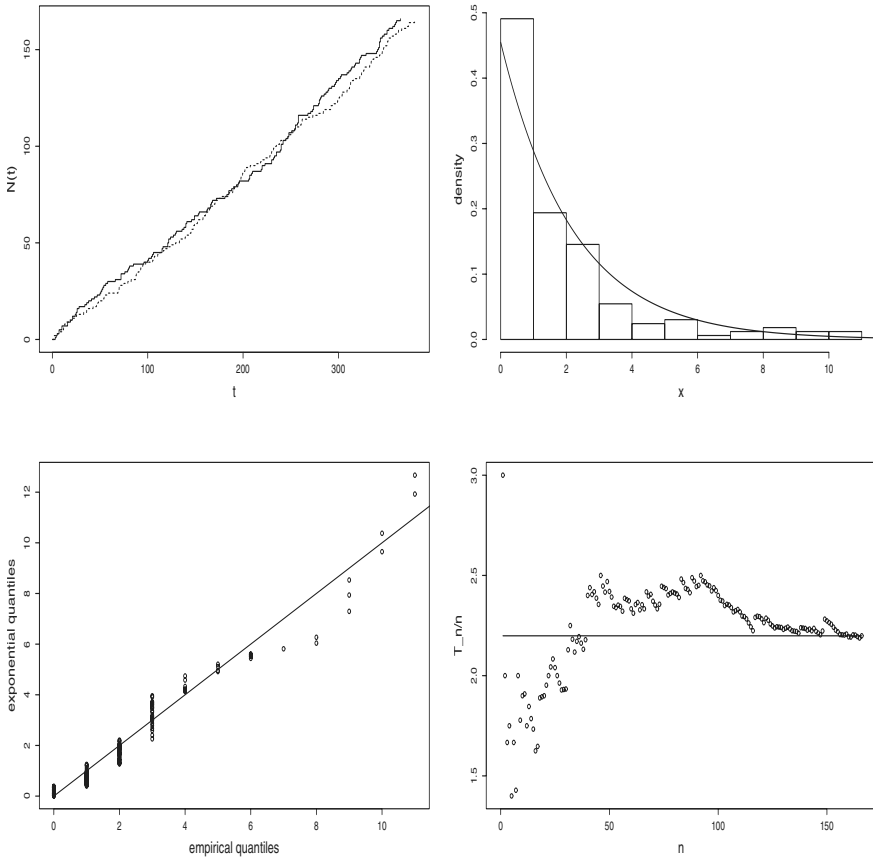 150
100
50
0
N(t)
0 100 200 300
t
0.5
0.4
0.3
0.2
0.1
0.0
density
0 2 4 6 8 10
x
12
10
8
6
4
2
0
exponential quantiles
0 2 4 6 8 10
empirical quantiles
3.0
2.5
2.0
1.5
T_n/n
0 50 100 150
n